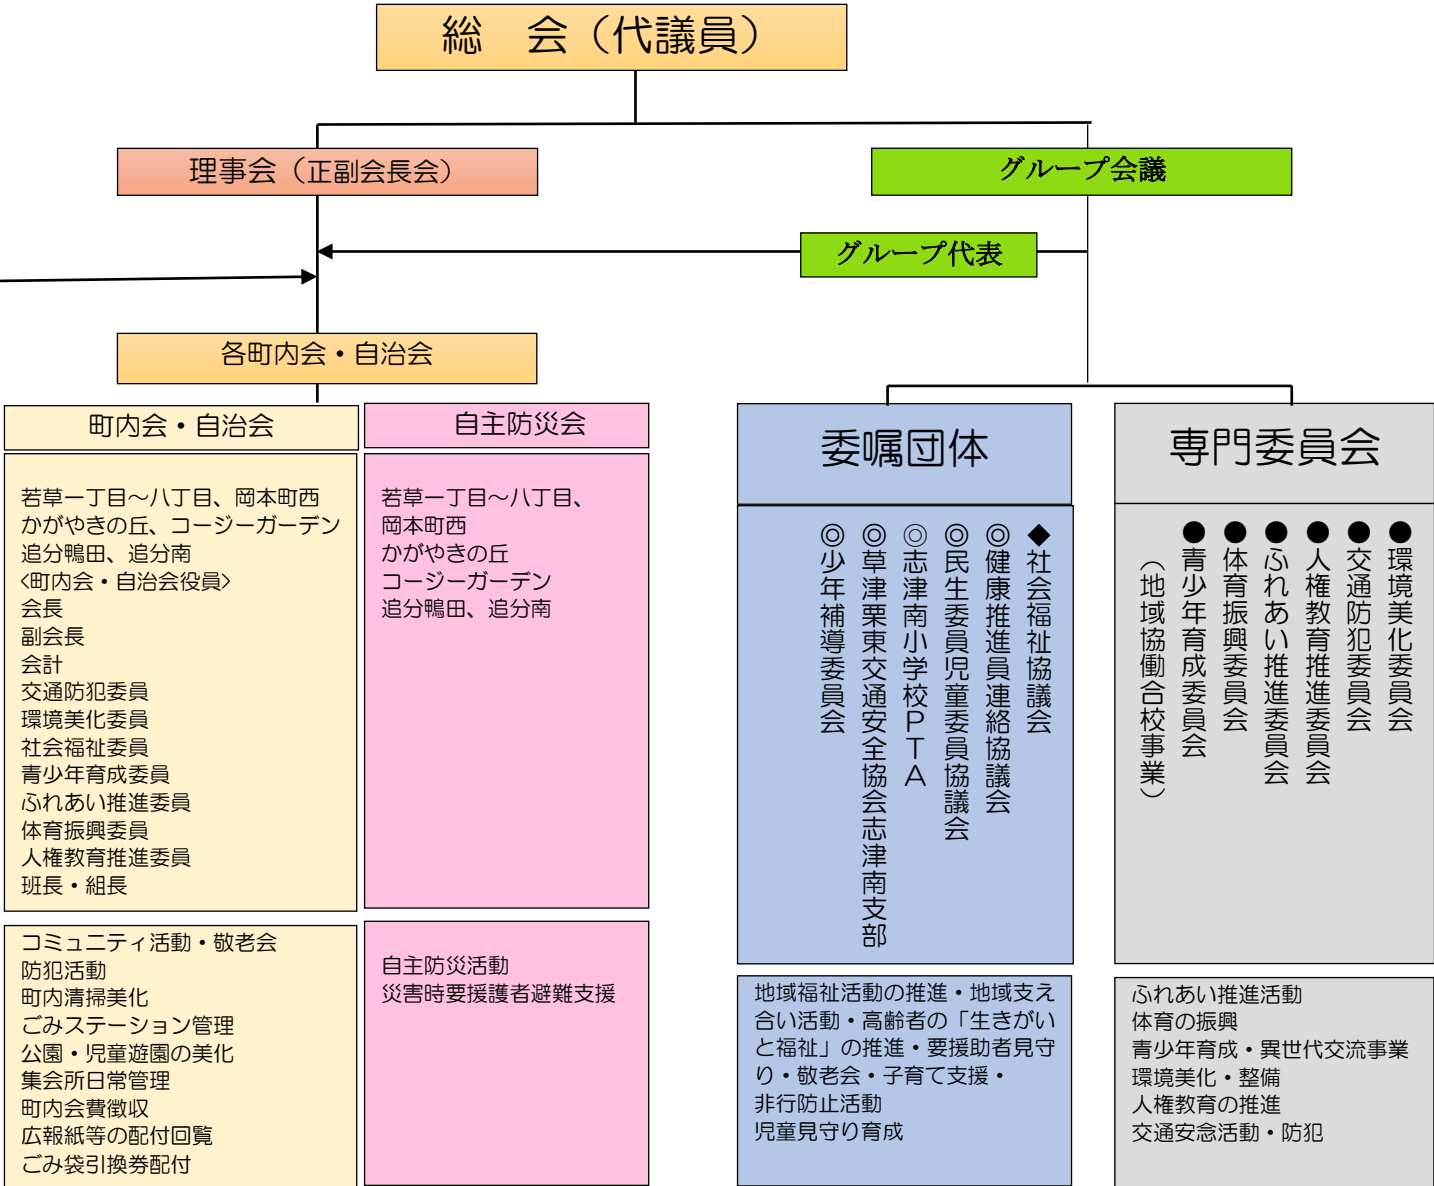 総　会（代議員）
理事会（正副会長会）
グループ会議
グループ代表
各町内会・自治会
町内会・自治会
若草一丁目～八丁目、岡本町西
かがやきの丘、コージーガーデン
追分鴨田、追分南
<町内会・自治会役員>
会長
副会長
会計
交通防犯委員
環境美化委員
社会福祉委員
青少年育成委員
ふれあい推進委員
体育振興委員
人権教育推進委員
班長・組長
コミュニティ活動・敬老会
防犯活動
町内清掃美化
ごみステーション管理
公園・児童遊園の美化
集会所日常管理
町内会費徴収
広報紙等の配付回覧
ごみ袋引換券配付
自主防災会
若草一丁目～八丁目、
岡本町西
かがやきの丘
コージーガーデン
追分鴨田、追分南
自主防災活動
災害時要援護者避難支援
委嘱団体
◆社会福祉協議会
◎健康推進員連絡協議会
◎民生委員児童委員協議会
◎志津南小学校ＰＴＡ
◎草津栗東交通安全協会志津南支部
◎少年補導委員会
地域福祉活動の推進・地域支え
合い活動・高齢者の「生きがい
と福祉」の推進・要援助者見守
り・敬老会・子育て支援・
非行防止活動
児童見守り育成
専門委員会
●環境美化委員会
●交通防犯委員会
●人権教育推進委員会
●ふれあい推進委員会
●体育振興委員会
●青少年育成委員会
（地域協働合校事業）
ふれあい推進活動
体育の振興
青少年育成・異世代交流事業
環境美化・整備
人権教育の推進
交通安念活動・防犯